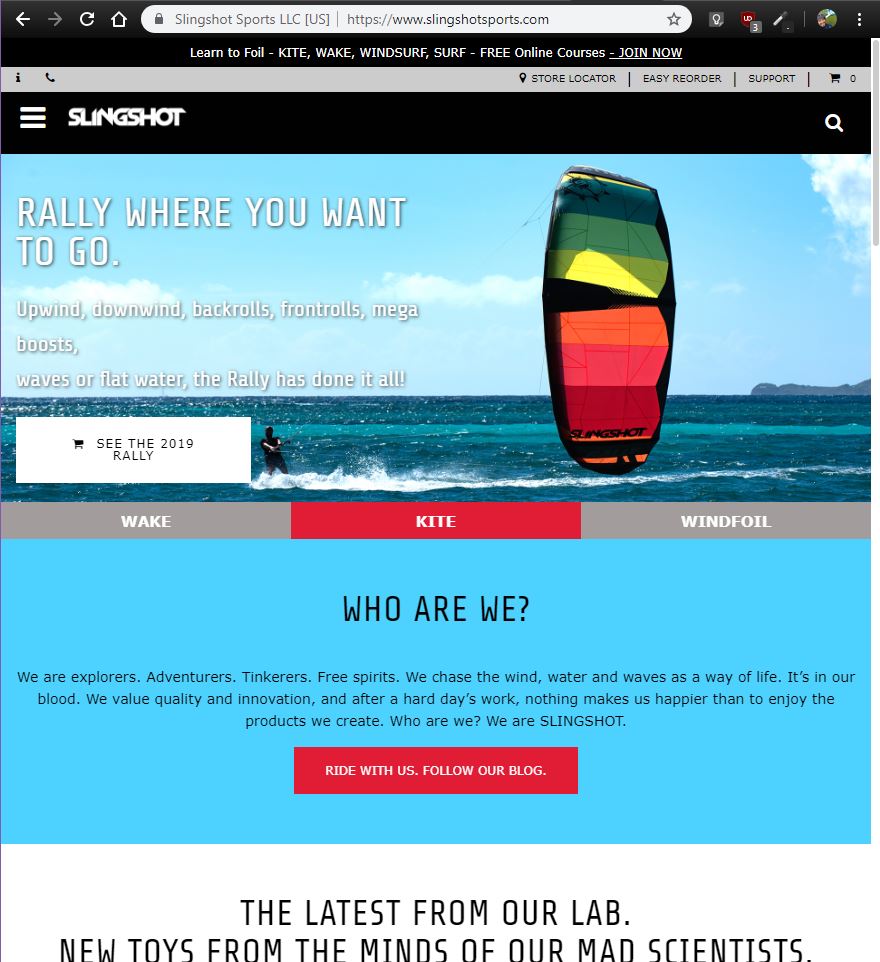 Slingshot Sports LLC [US] | https://www.slingshotsports.com
3
Learn to Foil - KITE, WAKE, WINDSURF, SURF - FREE Online Courses - JOIN NOW
STORE LOCATOR | EASY REORDER | SUPPORT | 0
SLINGSHOT
RALLY WHERE YOU WANT
TO GO.
Upwind, downwind, backrolls, frontrolls, mega
boosts,
waves or flat water, the Rally has done it all!
SLINGSHOT
SEE THE 2019
RALLY
WAKE KITE WINDFOIL
WHO ARE WE?
We are explorers. Adventurers. Tinkerers. Free spirits. We chase the wind, water and waves as a way of life. It’s in our
blood. We value quality and innovation, and after a hard day’s work, nothing makes us happier than to enjoy the
products we create. Who are we? We are SLINGSHOT.
RIDE WITH US. FOLLOW OUR BLOG.
THE LATEST FROM OUR LAB.
NEW TOYS FROM THE MINDS OF OUR MAD SCIENTISTS.